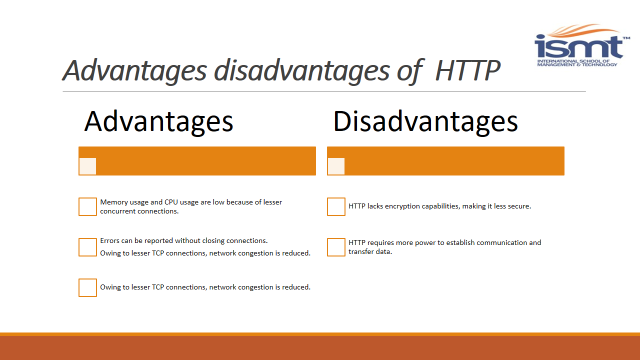 ismt™
INTERNATIONAL SCHOOL OF
MANAGEMENT & TECHNOLOGY
Advantages disadvantages of HTTP
Advantages
Memory usage and CPU usage are low because of lesser
concurrent connections.
Errors can be reported without closing connections.
Owing to lesser TCP connections, network congestion is reduced.
Owing to lesser TCP connections, network congestion is reduced.
Disadvantages
HTTP lacks encryption capabilities, making it less secure.
HTTP requires more power to establish communication and
transfer data.